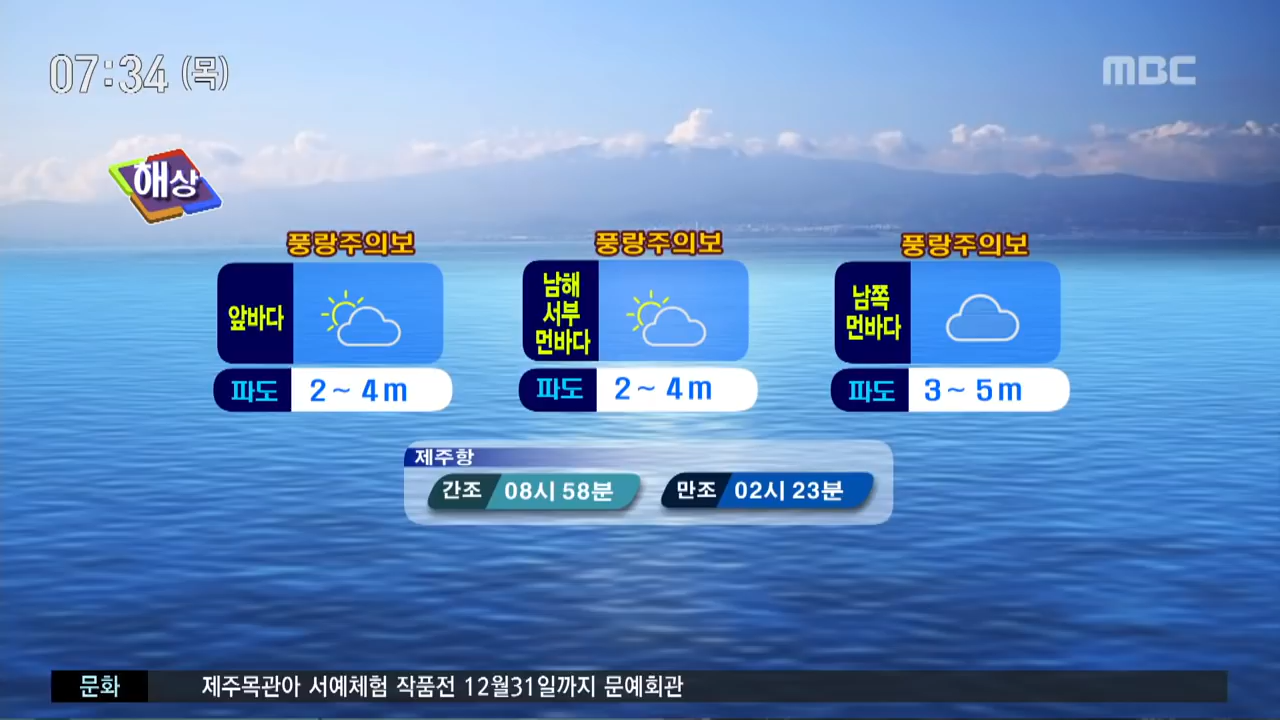 07:34 (목)
MBC
해상
풍랑주의보
앞바다
파도 2 ~ 4m
풍랑주의보
남해
서부
먼바다
파도 2 ~ 4m
풍랑주의보
남쪽
먼바다
파도 3 ~ 5m
제주항
간조 08시 58분
만조 02시 23분
문화 제주목관아 서예체험 작품전 12월31일까지 문예회관